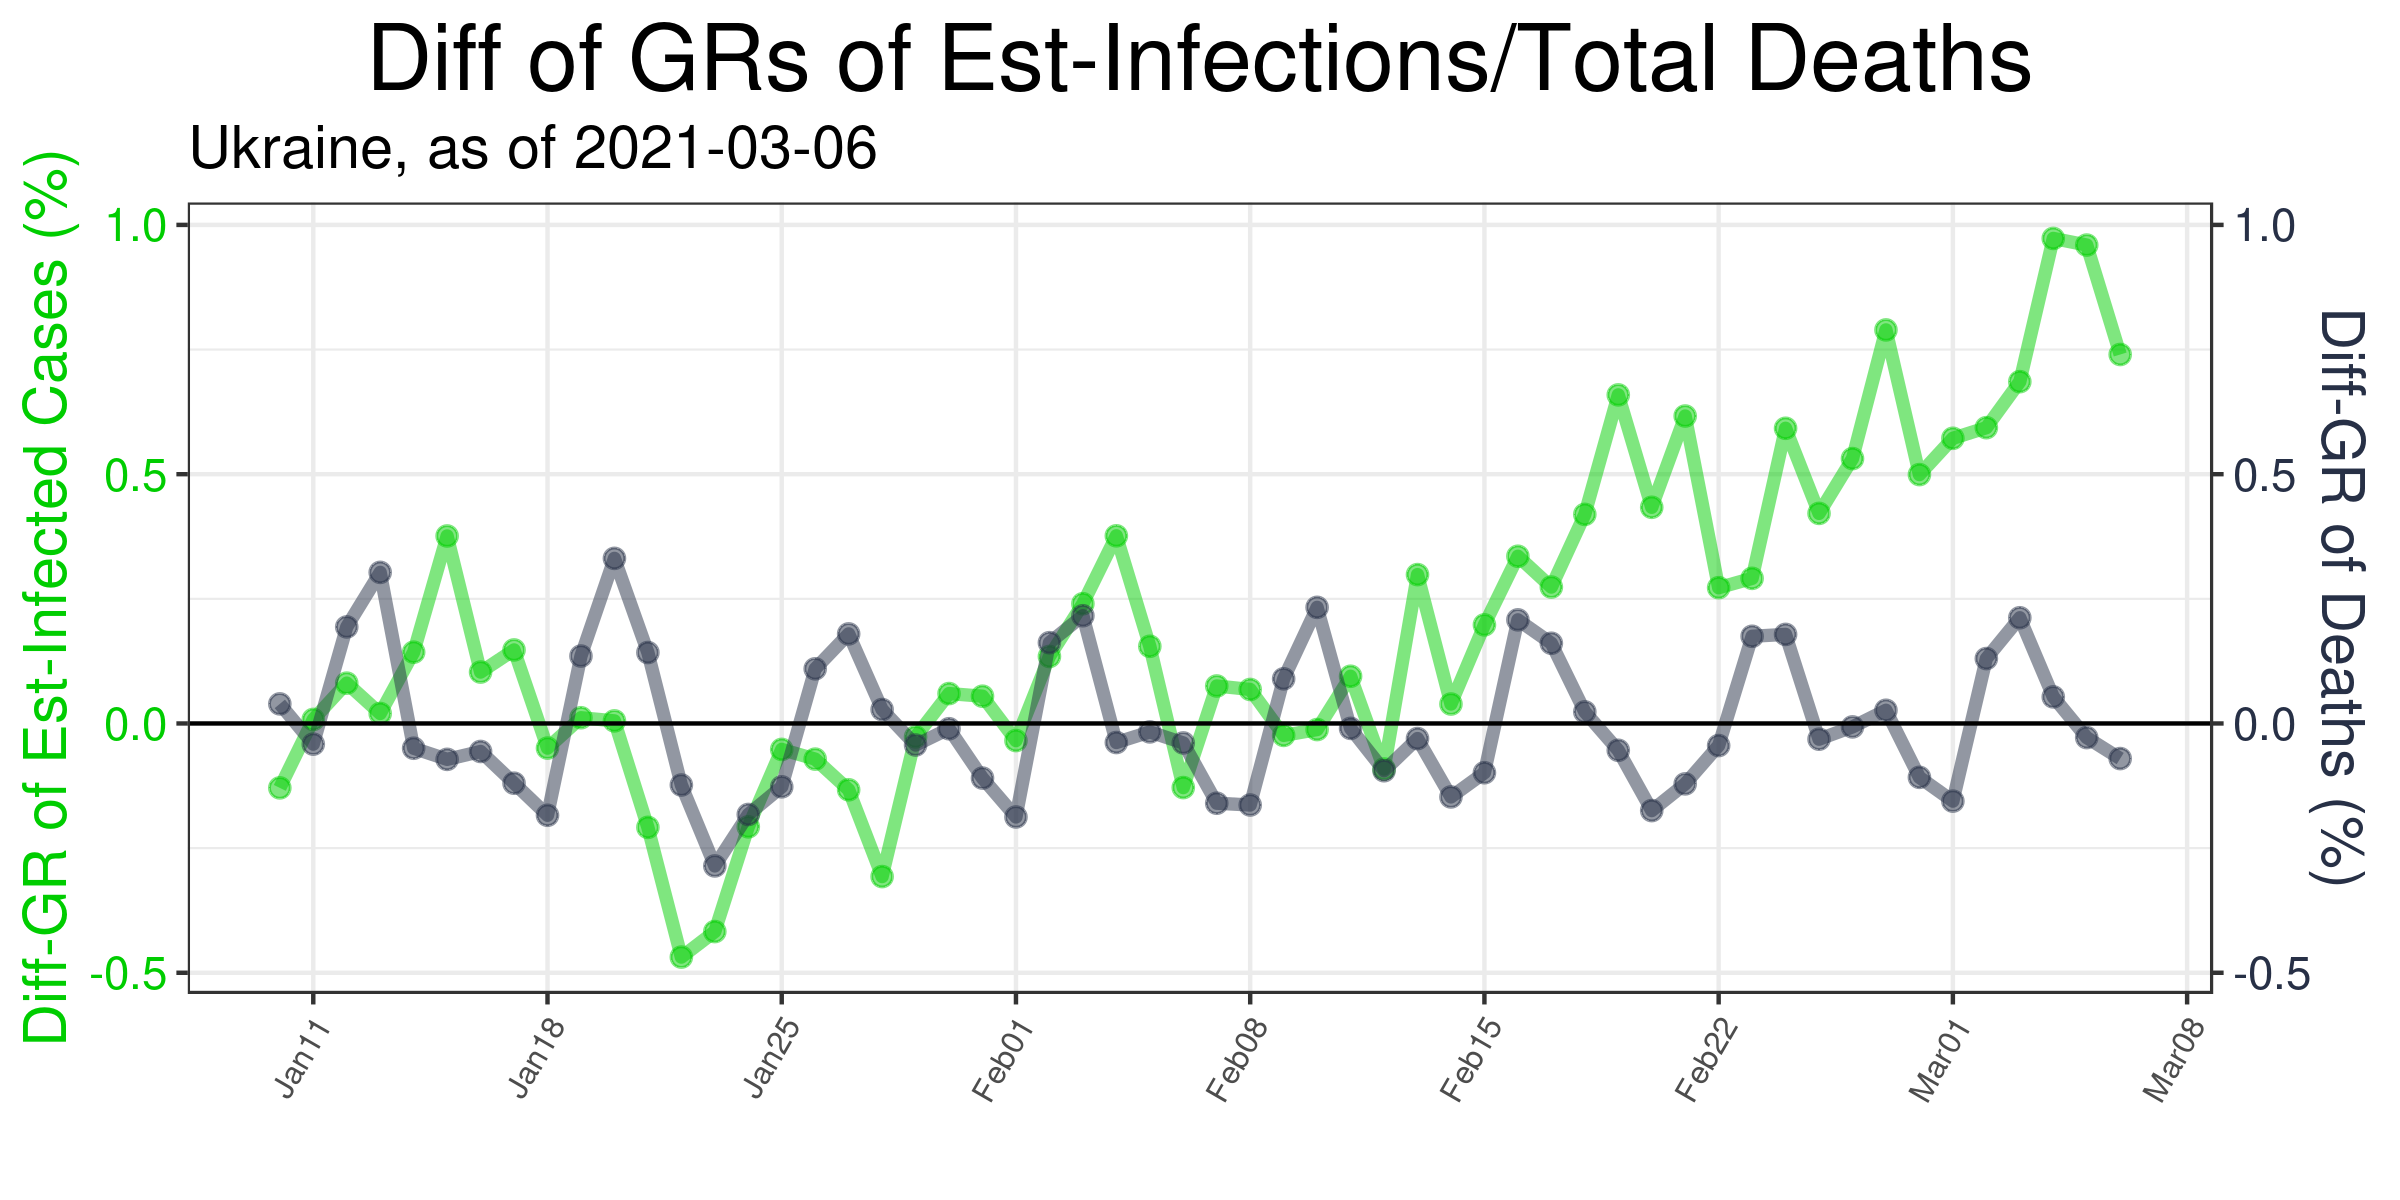 Diff of GRs of Est-Infections/Total Deaths
Ukraine, as of 2021-03-06
Diff-GR of Est-Infected Cases (%)
1.0
0.5
0.0
-0.5
1.0
0.5
0.0
-0.5
Diff-GR of Deaths (%)
Jan11
Jan18
Jan25
Feb01
Feb08
Feb15
Feb22
Mar01
Mar08